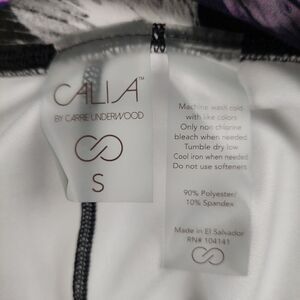 CALIA™
BY CARRIE UNDERWOOD
S
Machine wash cold
with like colors
Only non chlorine
bleach when needed
Tumble dry low
Cool iron when needed
Do not use softeners
90% Polyester/
10% Spandex
Made in El Salvador
RN# 104141